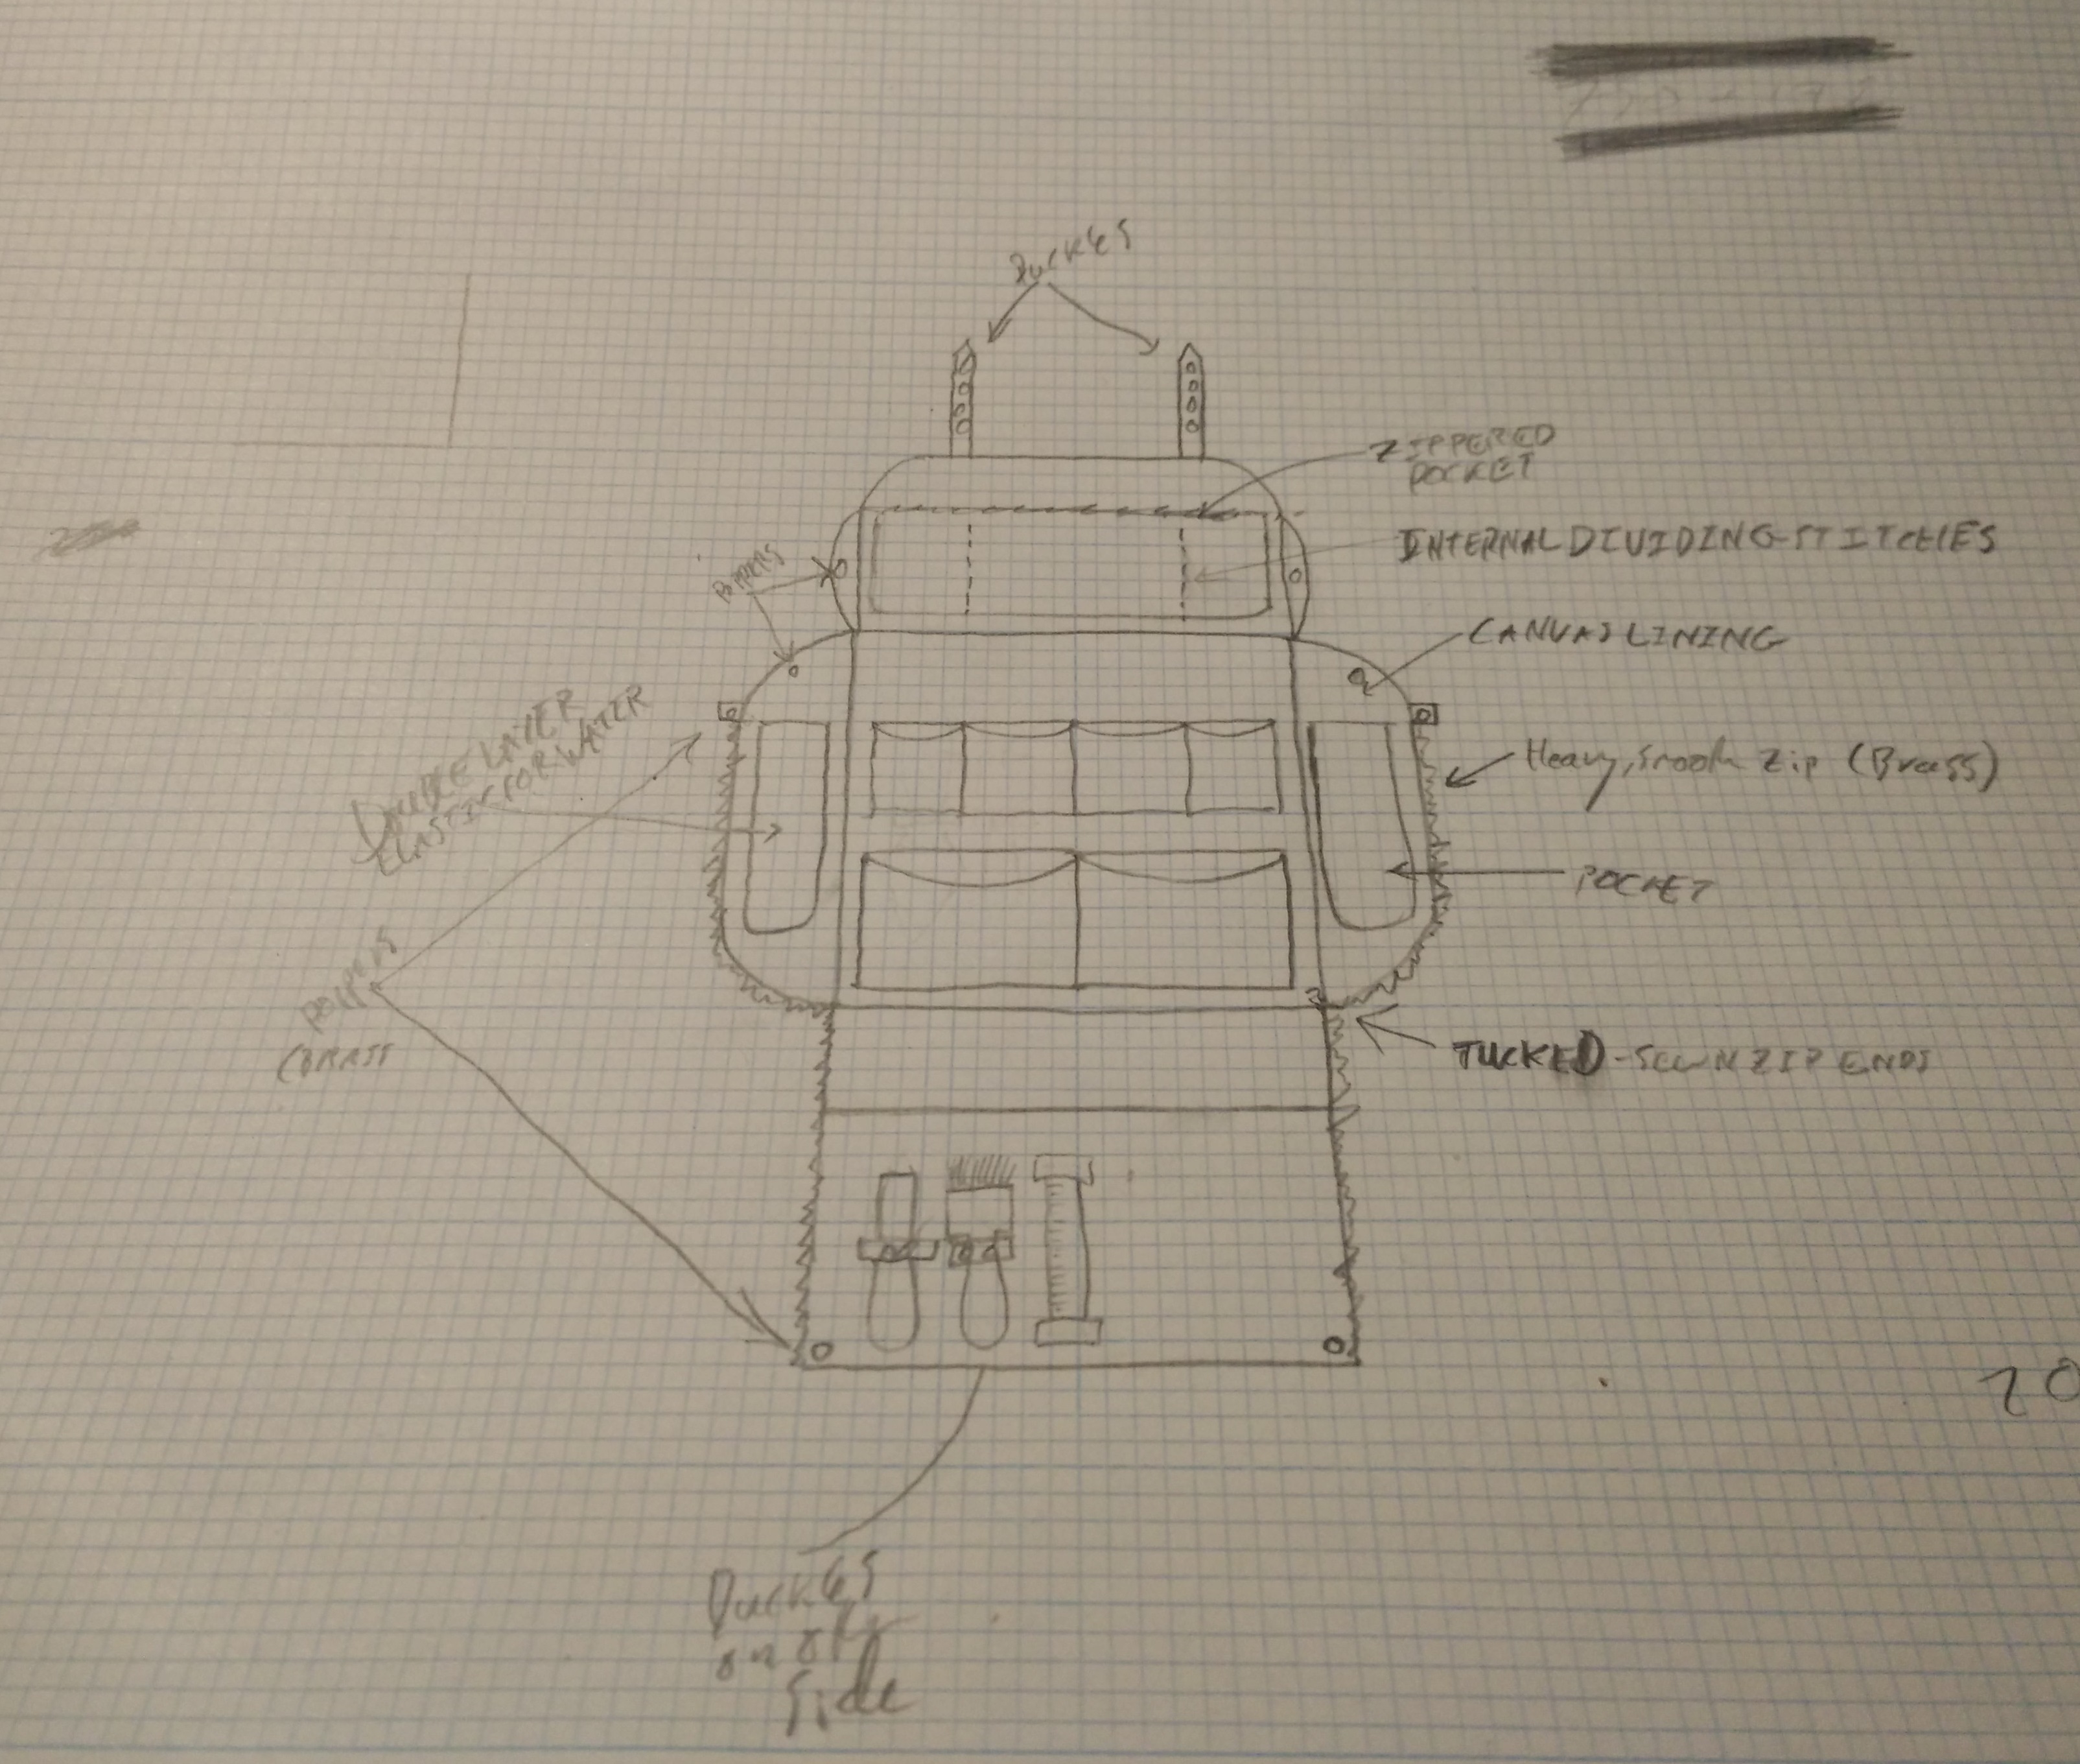 BUCKLES
ZIPPERED
POCKET
INTERNAL DIVIDING STITCHES
POPPERS
CANVAS LINING
DOUBLE LAYER
ELASTIC FOR WATER
Heavy, smooth Zip (Brass)
POCKET
POPPERS
(BRASS
TUCKED-SEWN ZIP ENDS
20
Buckles
on other
side